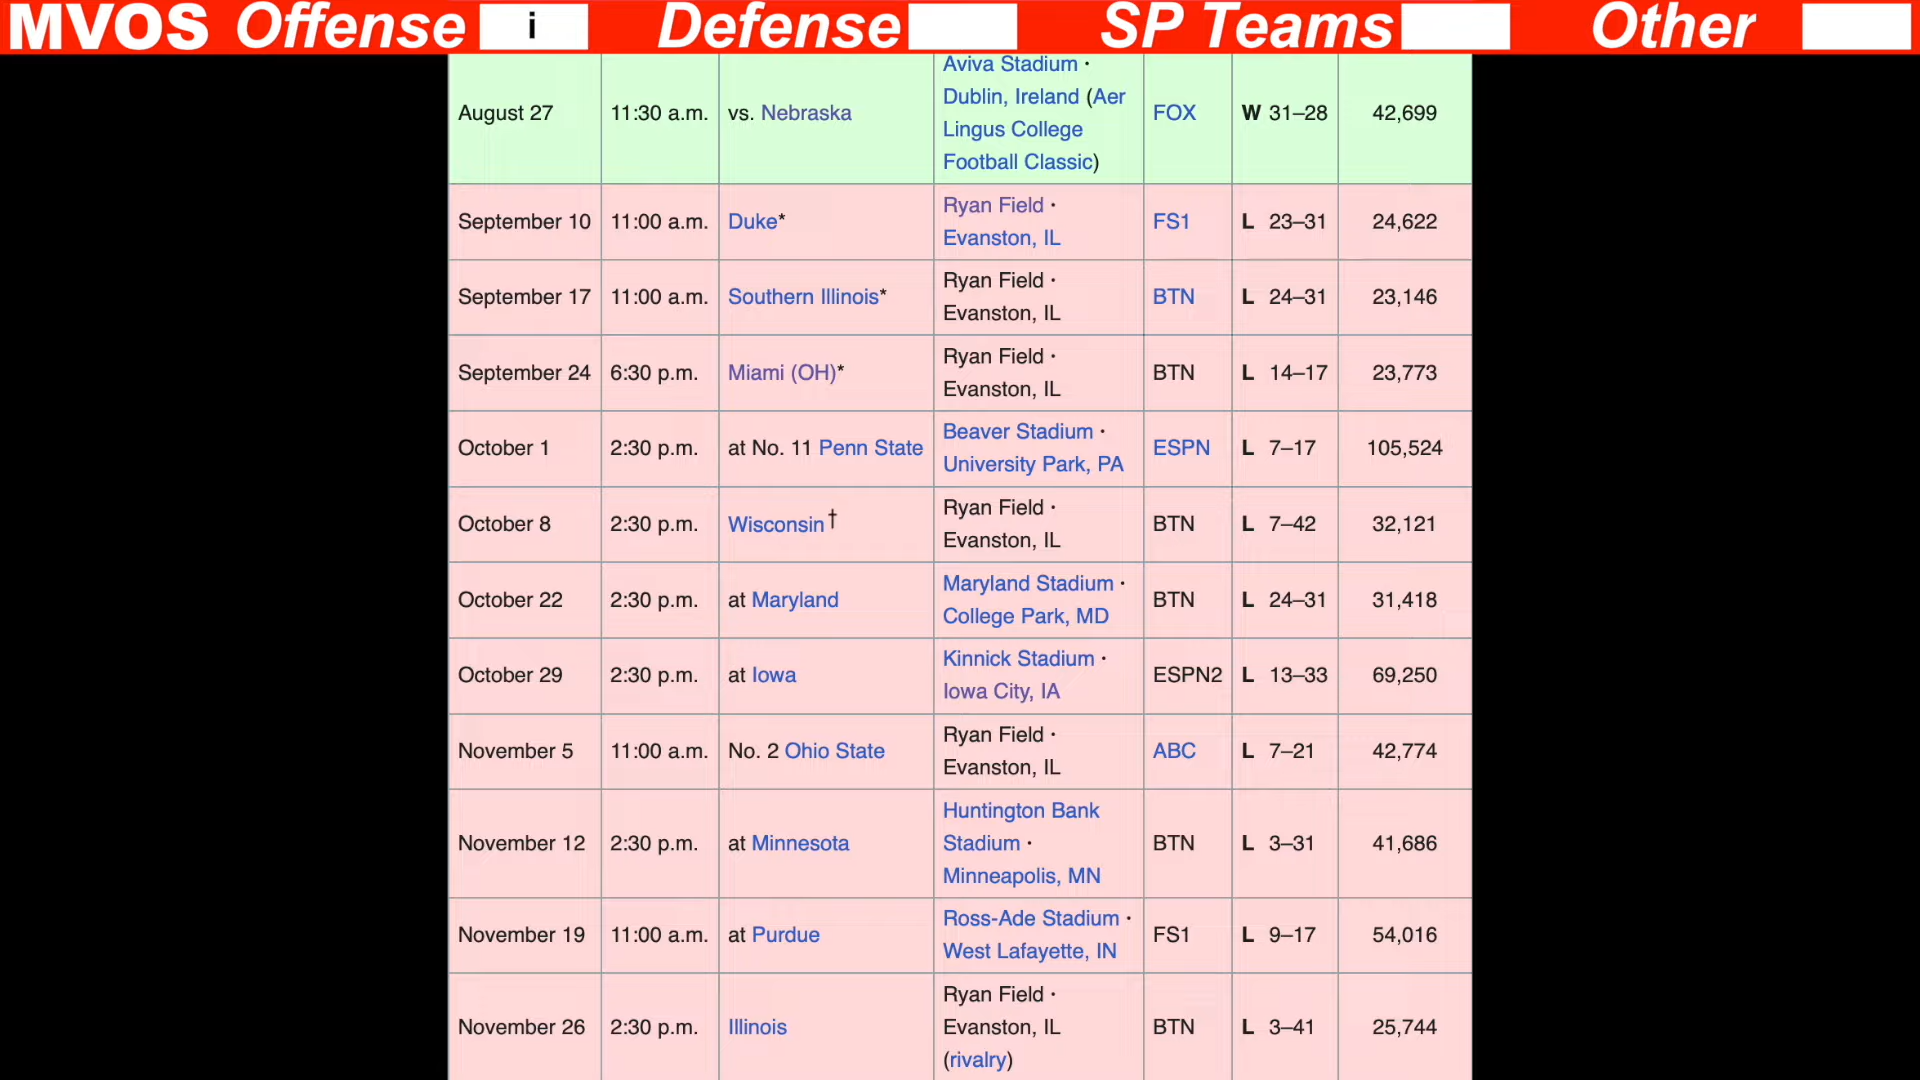 MVOS Offense i Defense SP Teams Other
August 27 11:30 a.m. vs. Nebraska Aviva Stadium · FOX W 31–28 42,699
Dublin, Ireland (Aer
Lingus College
Football Classic)
September 10 11:00 a.m. Duke* Ryan Field · FS1 L 23–31 24,622
Evanston, IL
September 17 11:00 a.m. Southern Illinois* Ryan Field · BTN L 24–31 23,146
Evanston, IL
September 24 6:30 p.m. Miami (OH)* Ryan Field · BTN L 14–17 23,773
Evanston, IL
October 1 2:30 p.m. at No. 11 Penn State Beaver Stadium · ESPN L 7–17 105,524
University Park, PA
October 8 2:30 p.m. Wisconsin† Ryan Field · BTN L 7–42 32,121
Evanston, IL
October 22 2:30 p.m. at Maryland Maryland Stadium · BTN L 24–31 31,418
College Park, MD
October 29 2:30 p.m. at Iowa Kinnick Stadium · ESPN2 L 13–33 69,250
Iowa City, IA
November 5 11:00 a.m. No. 2 Ohio State Ryan Field · ABC L 7–21 42,774
Evanston, IL
November 12 2:30 p.m. at Minnesota Huntington Bank BTN L 3–31 41,686
Stadium ·
Minneapolis, MN
November 19 11:00 a.m. at Purdue Ross-Ade Stadium · FS1 L 9–17 54,016
West Lafayette, IN
November 26 2:30 p.m. Illinois Ryan Field · BTN L 3–41 25,744
Evanston, IL
(rivalry)